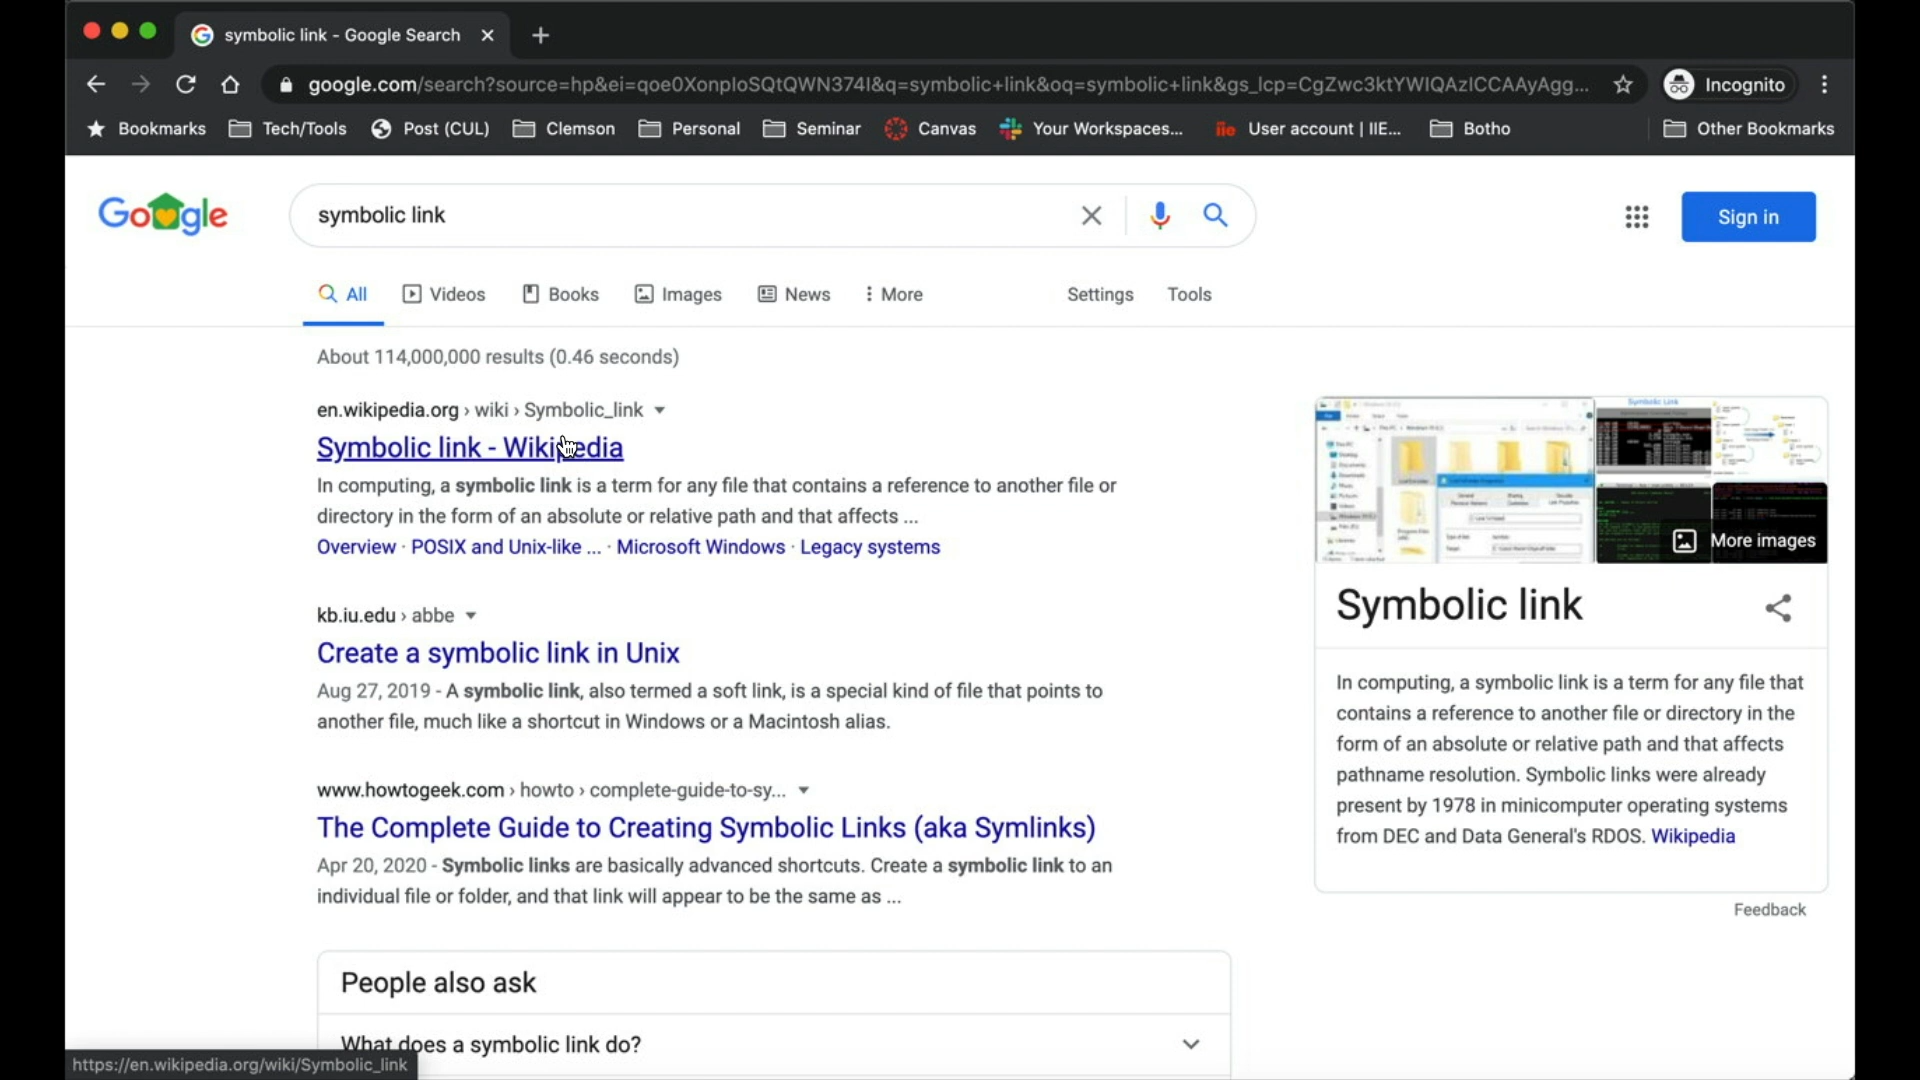 symbolic link - Google Search
google.com/search?source=hp&ei=qoe0XonpIoSQtQWN374I&q=symbolic+link&oq=symbolic+link&gs_lcp=CgZwc3ktYWIQAzICCAAyAgg...
Incognito
Bookmarks Tech/Tools Post (CUL) Clemson Personal Seminar Canvas Your Workspaces... iie User account | IIE... Botho Other Bookmarks
Google
symbolic link
Sign in
All Videos Books Images News More Settings Tools
About 114,000,000 results (0.46 seconds)
en.wikipedia.org › wiki › Symbolic_link
Symbolic link - Wikipedia
In computing, a symbolic link is a term for any file that contains a reference to another file or
directory in the form of an absolute or relative path and that affects ...
Overview · POSIX and Unix-like ... · Microsoft Windows · Legacy systems
kb.iu.edu › abbe
Create a symbolic link in Unix
Aug 27, 2019 - A symbolic link, also termed a soft link, is a special kind of file that points to
another file, much like a shortcut in Windows or a Macintosh alias.
www.howtogeek.com › howto › complete-guide-to-sy...
The Complete Guide to Creating Symbolic Links (aka Symlinks)
Apr 20, 2020 - Symbolic links are basically advanced shortcuts. Create a symbolic link to an
individual file or folder, and that link will appear to be the same as ...
People also ask
What does a symbolic link do?
https://en.wikipedia.org/wiki/Symbolic_link
Symbolic Link
More images
Symbolic link
In computing, a symbolic link is a term for any file that
contains a reference to another file or directory in the
form of an absolute or relative path and that affects
pathname resolution. Symbolic links were already
present by 1978 in minicomputer operating systems
from DEC and Data General's RDOS. Wikipedia
Feedback